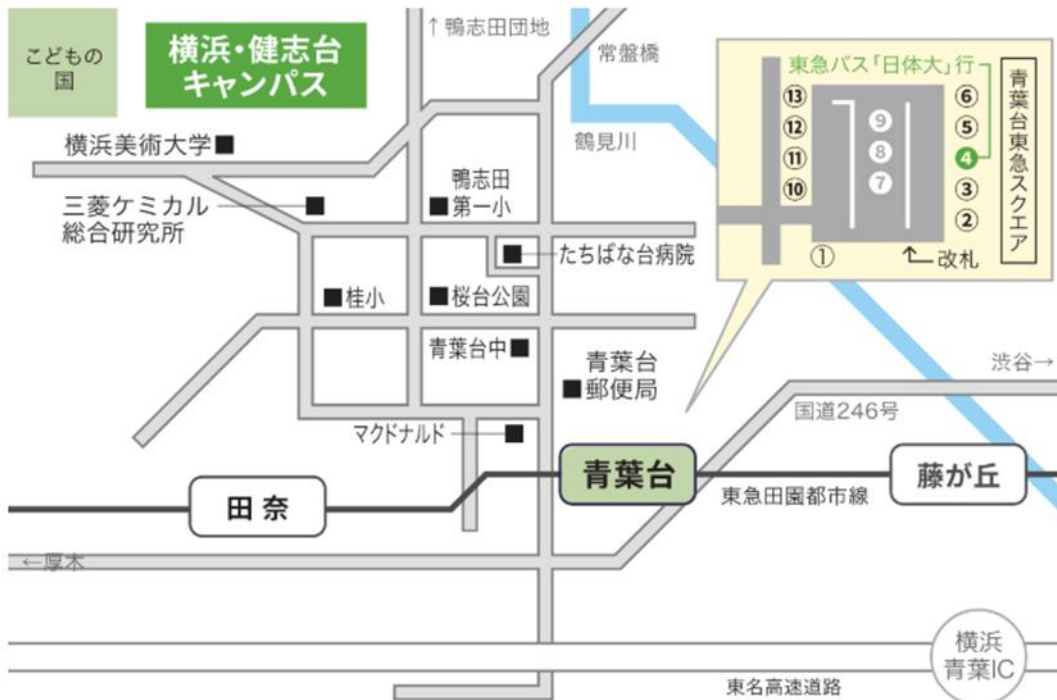 こどもの
国
横浜・健志台
キャンパス
↑鴨志田団地
常盤橋
鶴見川
東急バス「日体大」行
青葉台東急スクエア
⑬
⑫
⑪
⑩
⑨
⑧
⑦
⑥
⑤
④
③
②
①
改札
横浜美術大学
三菱ケミカル
総合研究所
鴨志田
第一小
たちばな台病院
桂小
桜台公園
青葉台中
青葉台
郵便局
マクドナルド
渋谷→
国道246号
青葉台
藤が丘
田奈
東急田園都市線
←厚木
横浜
青葉IC
東名高速道路